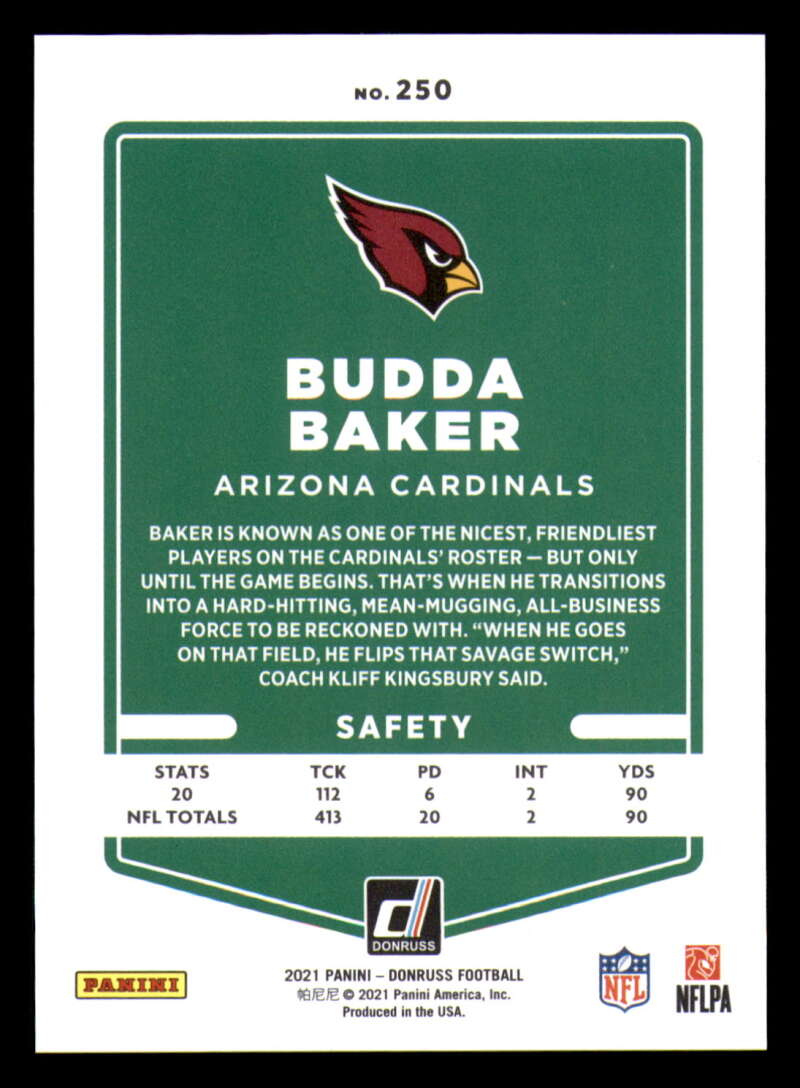 NO. 250
BUDDA
BAKER
ARIZONA CARDINALS
BAKER IS KNOWN AS ONE OF THE NICEST, FRIENDLIEST
PLAYERS ON THE CARDINALS' ROSTER — BUT ONLY
UNTIL THE GAME BEGINS. THAT'S WHEN HE TRANSITIONS
INTO A HARD-HITTING, MEAN-MUGGING, ALL-BUSINESS
FORCE TO BE RECKONED WITH. “WHEN HE GOES
ON THAT FIELD, HE FLIPS THAT SAVAGE SWITCH,”
COACH KLIFF KINGSBURY SAID.
SAFETY
STATS TCK PD INT YDS
20 112 6 2 90
NFL TOTALS 413 20 2 90
d
DONRUSS
PANINI
2021 PANINI – DONRUSS FOOTBALL
帕尼尼 © 2021 Panini America, Inc.
Produced in the USA.
NFL
NFLPA